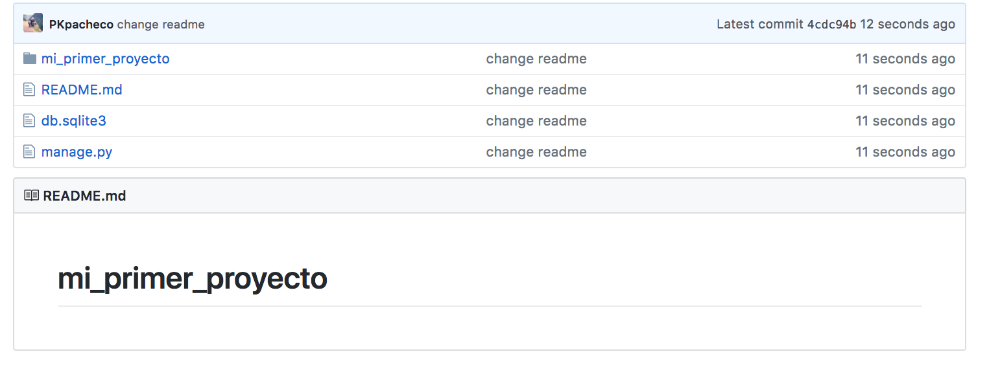 PKpacheco change readme Latest commit 4cdc94b 12 seconds ago
mi_primer_proyecto change readme 11 seconds ago
README.md change readme 11 seconds ago
db.sqlite3 change readme 11 seconds ago
manage.py change readme 11 seconds ago
README.md
mi_primer_proyecto